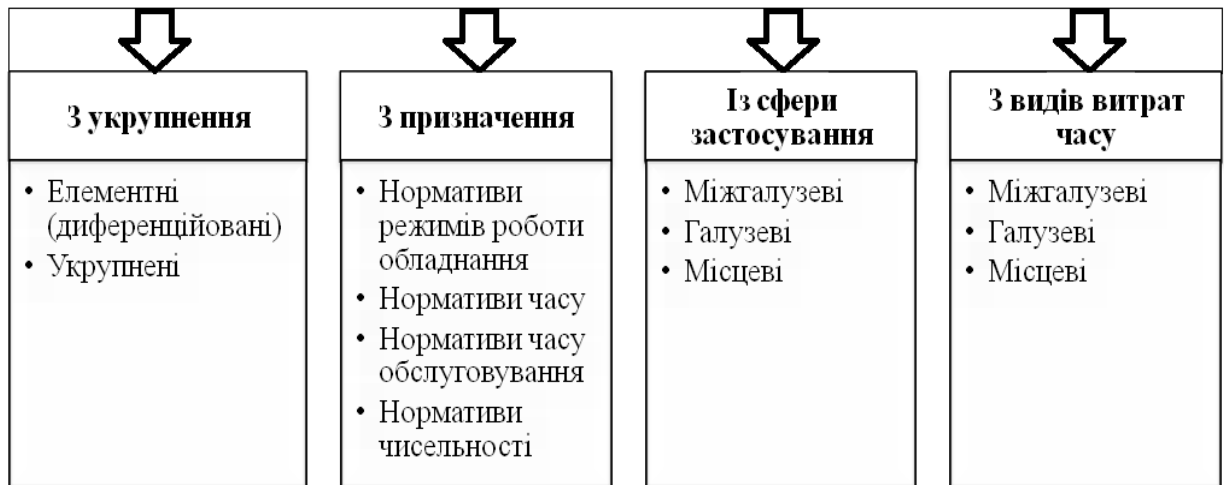 З укрупнення
• Елементні
(диференційовані)
• Укрупнені
З призначення
• Нормативи
режимів роботи
обладнання
• Нормативи часу
• Нормативи часу
обслуговування
• Нормативи
чисельності
Із сфери
застосування
• Міжгалузеві
• Галузеві
• Місцеві
З видів витрат
часу
• Міжгалузеві
• Галузеві
• Місцеві